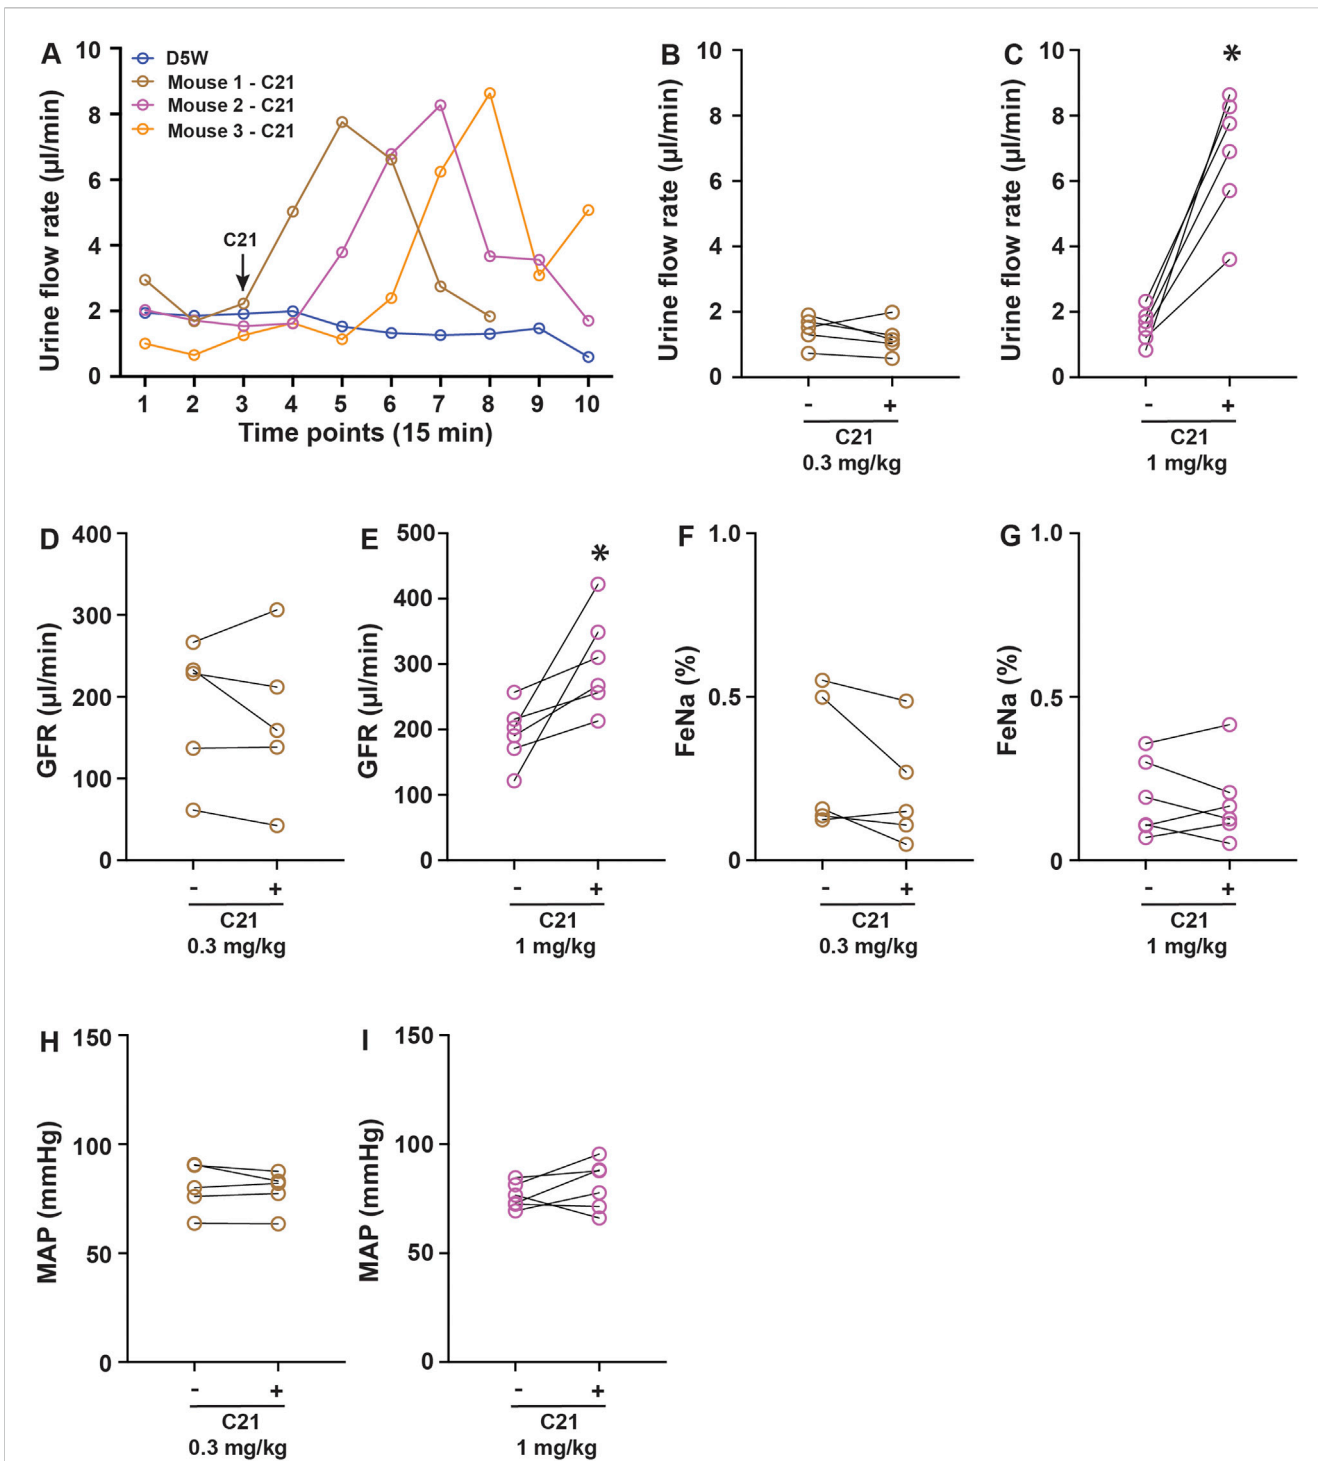 A
Urine flow rate (µl/min)
10
8
6
4
2
0
D5W
Mouse 1 - C21
Mouse 2 - C21
Mouse 3 - C21
C21
1 2 3 4 5 6 7 8 9 10
Time points (15 min)
B
Urine flow rate (µl/min)
10
8
6
4
2
0
- +
C21
0.3 mg/kg
C
Urine flow rate (µl/min)
10
8
6
4
2
0
*
- +
C21
1 mg/kg
D
GFR (µl/min)
400
300
200
100
0
- +
C21
0.3 mg/kg
E
GFR (µl/min)
500
400
300
200
100
0
*
- +
C21
1 mg/kg
F
FeNa (%)
1.0
0.5
0
- +
C21
0.3 mg/kg
G
FeNa (%)
1.0
0.5
0
- +
C21
1 mg/kg
H
MAP (mmHg)
150
100
50
0
- +
C21
0.3 mg/kg
I
MAP (mmHg)
150
100
50
0
- +
C21
1 mg/kg